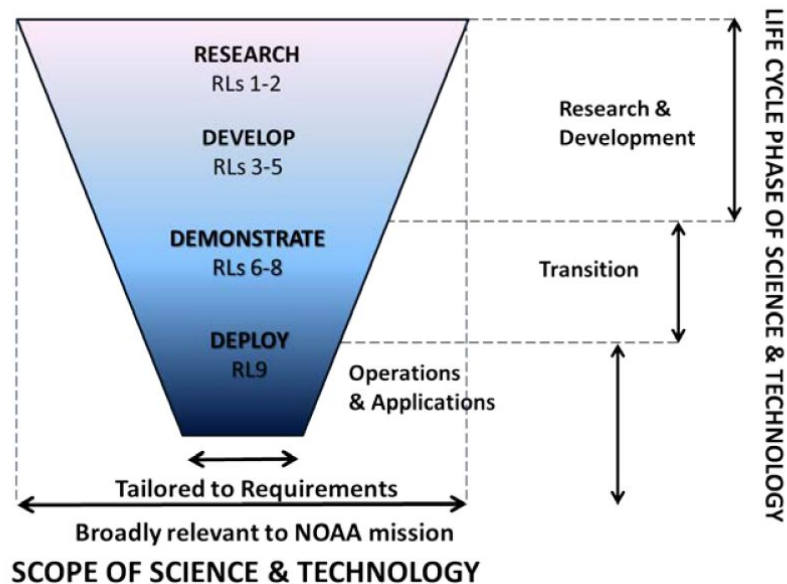 RESEARCH
RLs 1-2
DEVELOP
RLs 3-5
DEMONSTRATE
RLs 6-8
DEPLOY
RL9
Research &
Development
Transition
Operations
& Applications
LIFE CYCLE PHASE OF SCIENCE & TECHNOLOGY
Tailored to Requirements
Broadly relevant to NOAA mission
SCOPE OF SCIENCE & TECHNOLOGY